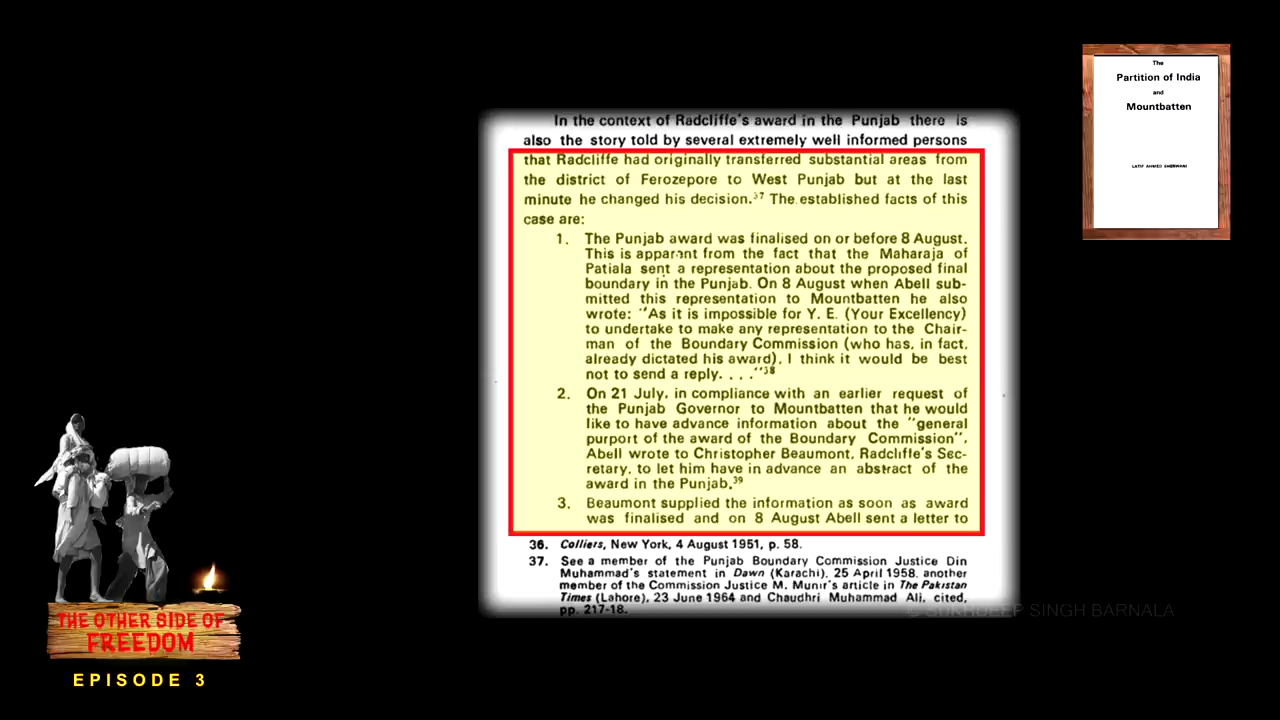 The
Partition of India
and
Mountbatten
LATIF AHMED SHERWANI
In the context of Radcliffe's award in the Punjab there is
also the story told by several extremely well informed persons
that Radcliffe had originally transferred substantial areas from
the district of Ferozepore to West Punjab but at the last
minute he changed his decision.³⁷ The established facts of this
case are:
1. The Punjab award was finalised on or before 8 August.
This is apparent from the fact that the Maharaja of
Patiala sent a representation about the proposed final
boundary in the Punjab. On 8 August when Abell sub-
mitted this representation to Mountbatten he also
wrote: "As it is impossible for Y. E. (Your Excellency)
to undertake to make any representation to the Chair-
man of the Boundary Commission (who has, in fact,
already dictated his award), I think it would be best
not to send a reply. . . ."³⁸
2. On 21 July, in compliance with an earlier request of
the Punjab Governor to Mountbatten that he would
like to have advance information about the "general
purport of the award of the Boundary Commission",
Abell wrote to Christopher Beaumont, Radcliffe's Sec-
retary, to let him have in advance an abstract of the
award in the Punjab.³⁹
3. Beaumont supplied the information as soon as award
was finalised and on 8 August Abell sent a letter to
36. Colliers, New York, 4 August 1951, p. 58.
37. See a member of the Punjab Boundary Commission Justice Din
Muhammad's statement in Dawn (Karachi), 25 April 1958, another
member of the Commission Justice M. Munir's article in The Pakistan
Times (Lahore), 23 June 1964 and Chaudhri Muhammad Ali, cited,
pp. 217-18.
© SUKHDEEP SINGH BARNALA
THE OTHER SIDE OF
FREEDOM
EPISODE 3